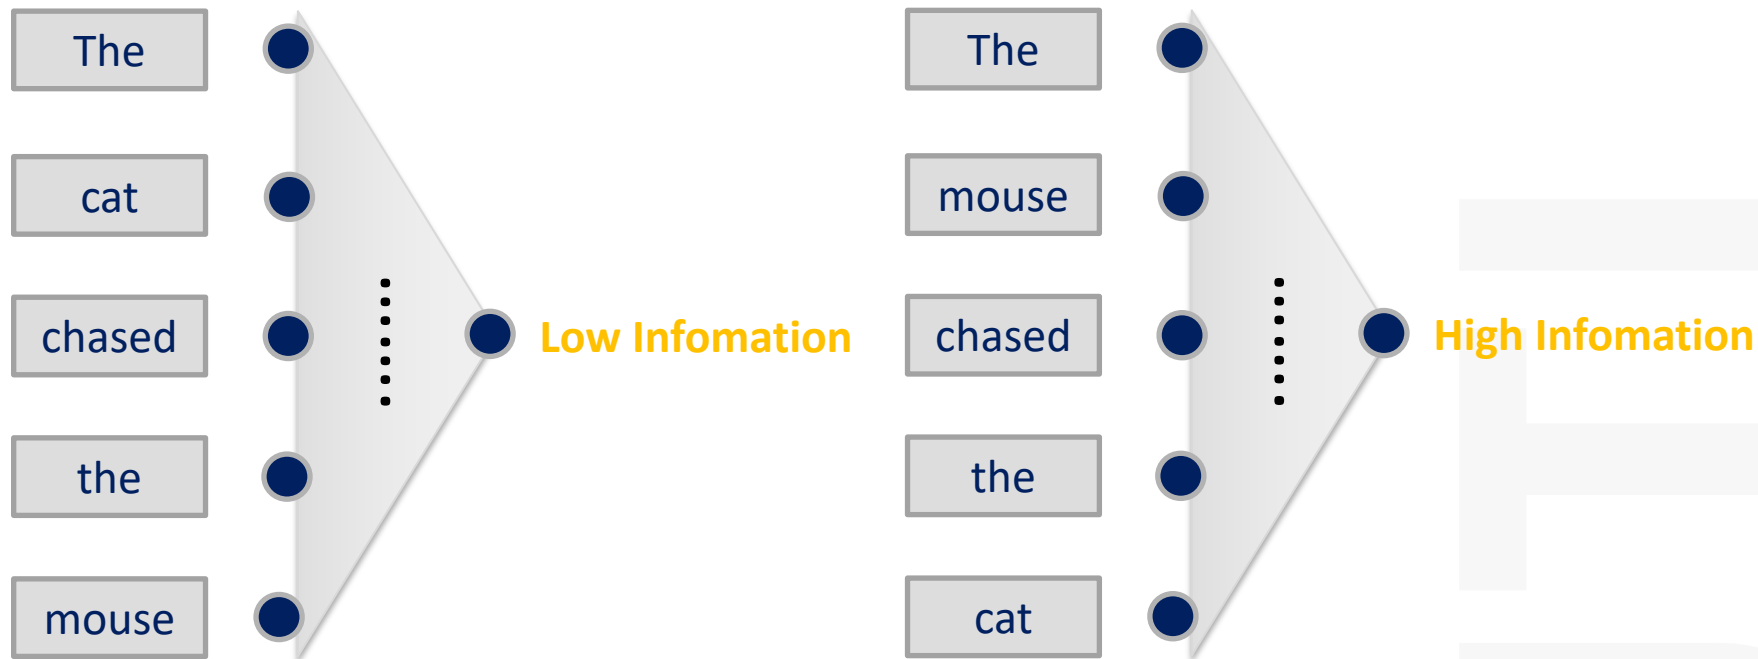 The
cat
chased
the
mouse
Low Infomation
The
mouse
chased
the
cat
High Infomation